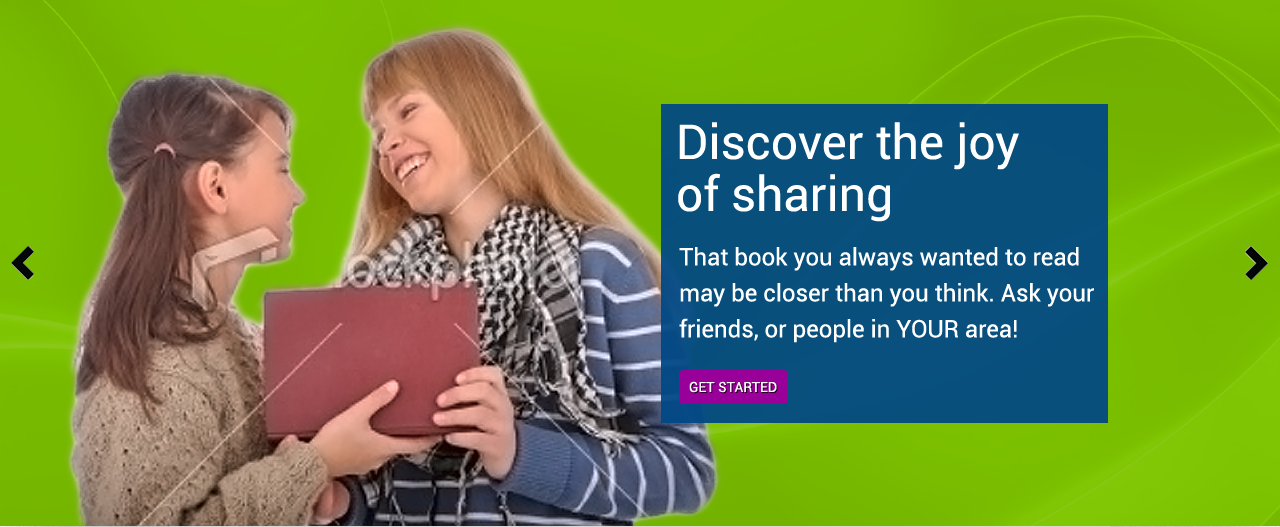 Discover the joy
of sharing
That book you always wanted to read
may be closer than you think. Ask your
friends, or people in YOUR area!
GET STARTED
ockphoto